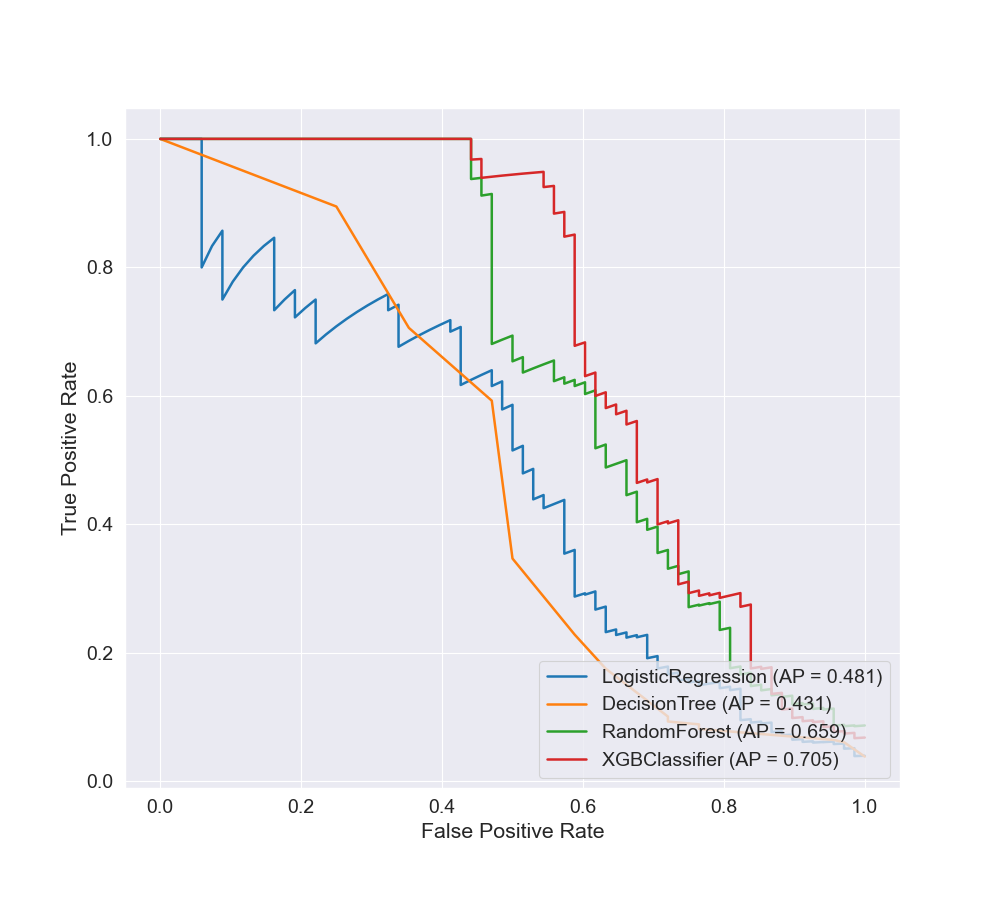 1.0
0.8
0.6
0.4
0.2
0.0
True Positive Rate
LogisticRegression (AP = 0.481)
DecisionTree (AP = 0.431)
RandomForest (AP = 0.659)
XGBClassifier (AP = 0.705)
0.0 0.2 0.4 0.6 0.8 1.0
False Positive Rate